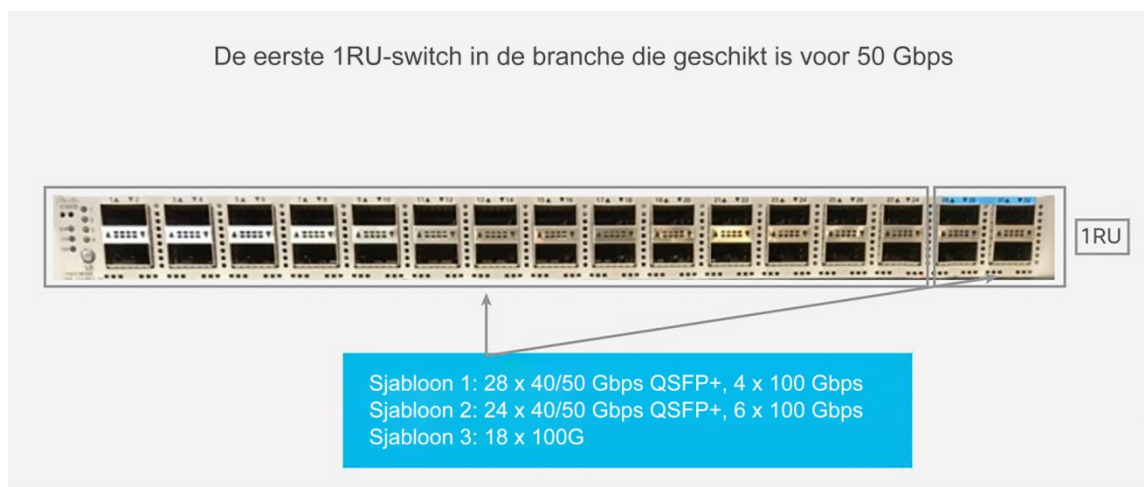 De eerste 1RU-switch in de branche die geschikt is voor 50 Gbps
1RU
Sjabloon 1: 28 x 40/50 Gbps QSFP+, 4 x 100 Gbps
Sjabloon 2: 24 x 40/50 Gbps QSFP+, 6 x 100 Gbps
Sjabloon 3: 18 x 100G